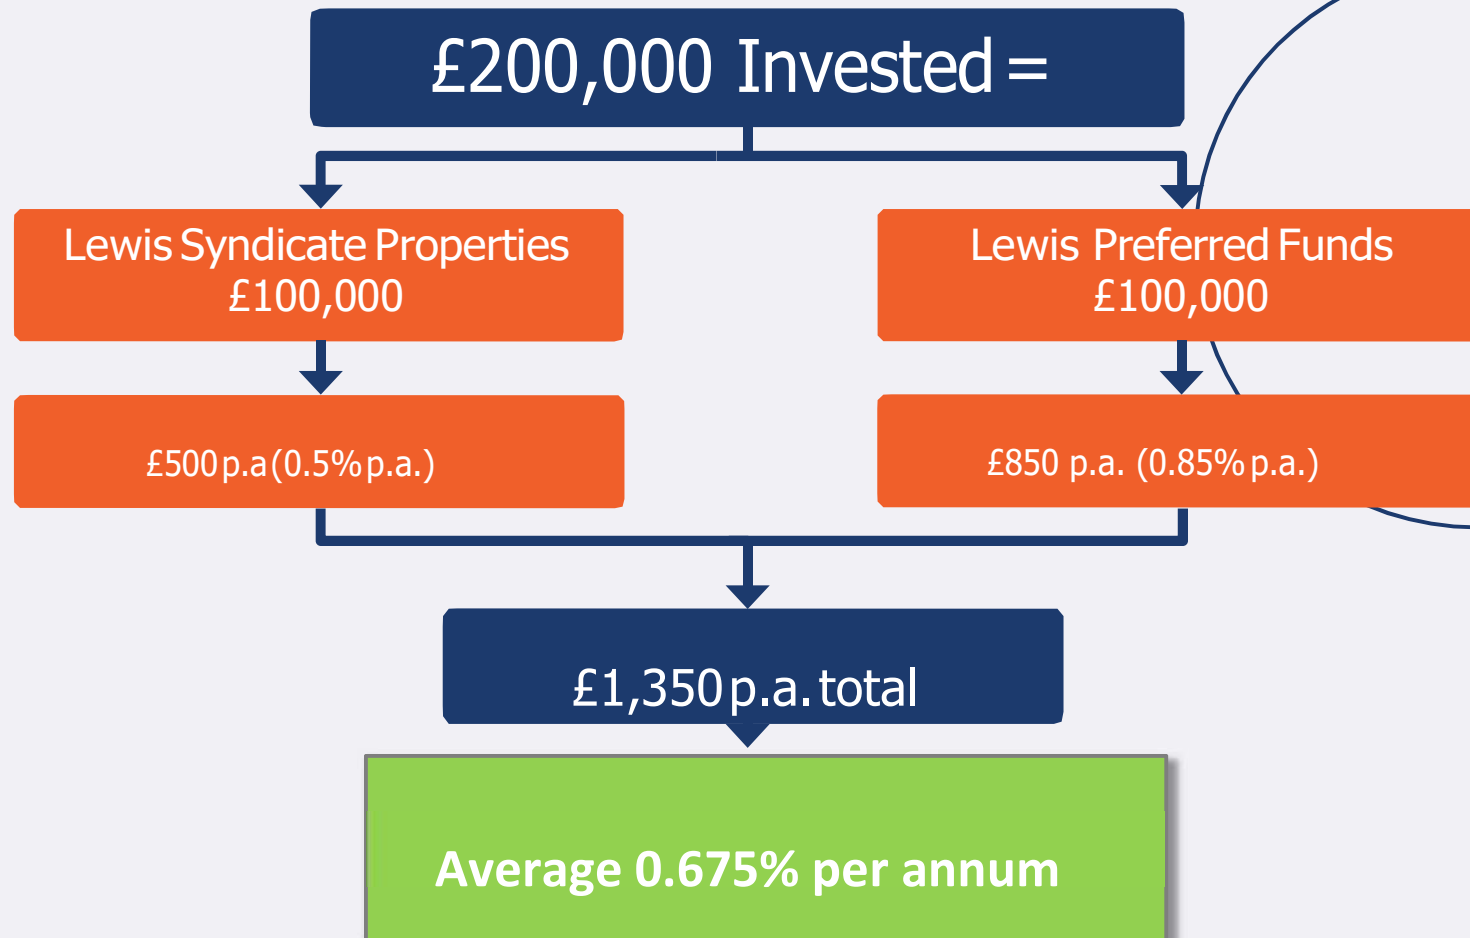 £200,000 Invested =
Lewis Syndicate Properties
£100,000
Lewis Preferred Funds
£100,000
£500 p.a (0.5% p.a.)
£850 p.a. (0.85% p.a.)
£1,350 p.a. total
Average 0.675% per annum